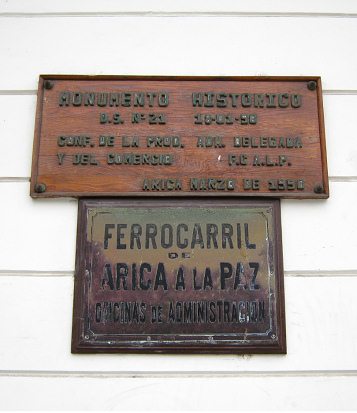 MONUMENTO HISTORICO
D.S. Nº 21 18-01-90
CONF. DE LA PROD. ADM. DELEGADA
Y DEL COMERCIO F.C.A.L.P.
ARICA MARZO DE 1990
FERROCARRIL
DE
ARICA A LA PAZ
OFICINAS DE ADMINISTRACION